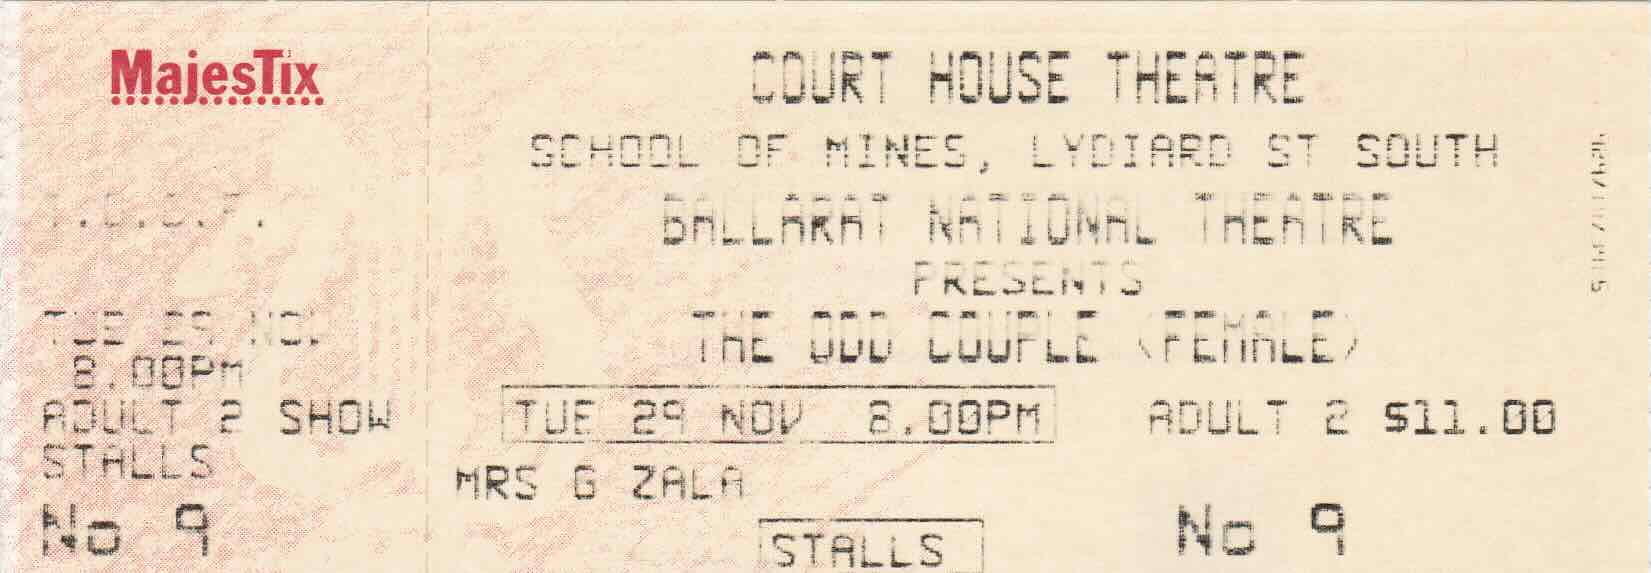 MajesTix
COURT HOUSE THEATRE
SCHOOL OF MINES, LYDIARD ST SOUTH
BALLARAT NATIONAL THEATRE
PRESENTS
THE ODD COUPLE (FEMALE)
TUE 29 NOV 8.00PM
ADULT 2 $11.00
MRS G ZALA
STALLS
No 9
TUE 29 NOV
8.00PM
ADULT 2 SHOW
STALLS
No 9